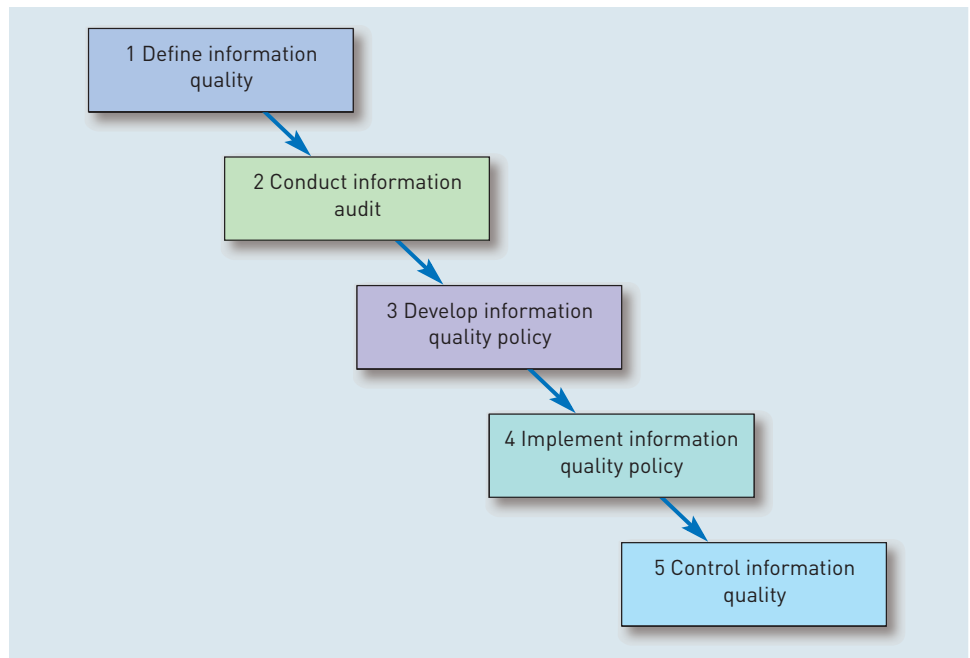 1 Define information
quality
2 Conduct information
audit
3 Develop information
quality policy
4 Implement information
quality policy
5 Control information
quality